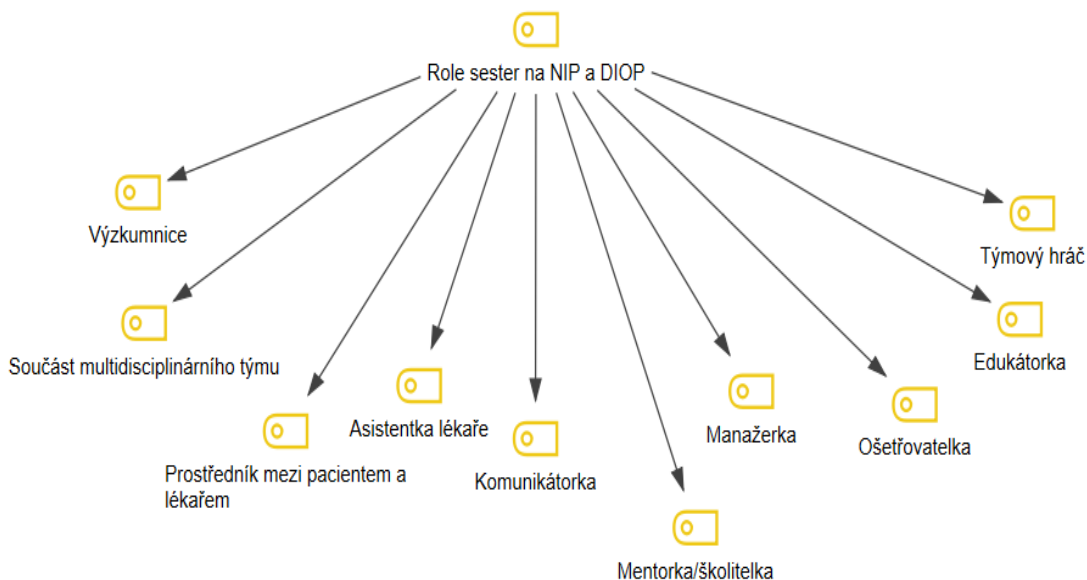 Role sester na NIP a DIOP
Výzkumnice
Týmový hráč
Součást multidisciplinárního týmu
Edukátorka
Asistentka lékaře
Manažerka
Ošetřovatelka
Prostředník mezi pacientem a
lékařem
Komunikátorka
Mentorka/školitelka